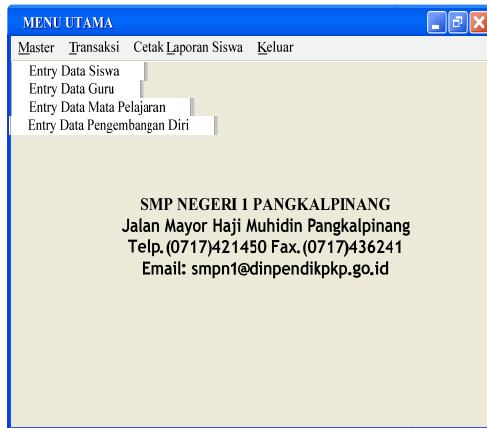 MENU UTAMA
Master Transaksi Cetak Laporan Siswa Keluar
Entry Data Siswa
Entry Data Guru
Entry Data Mata Pelajaran
Entry Data Pengembangan Diri
SMP NEGERI 1 PANGKALPINANG
Jalan Mayor Haji Muhidin Pangkalpinang
Telp.(0717)421450 Fax.(0717)436241
Email: smpn1@dinpendikpkp.go.id